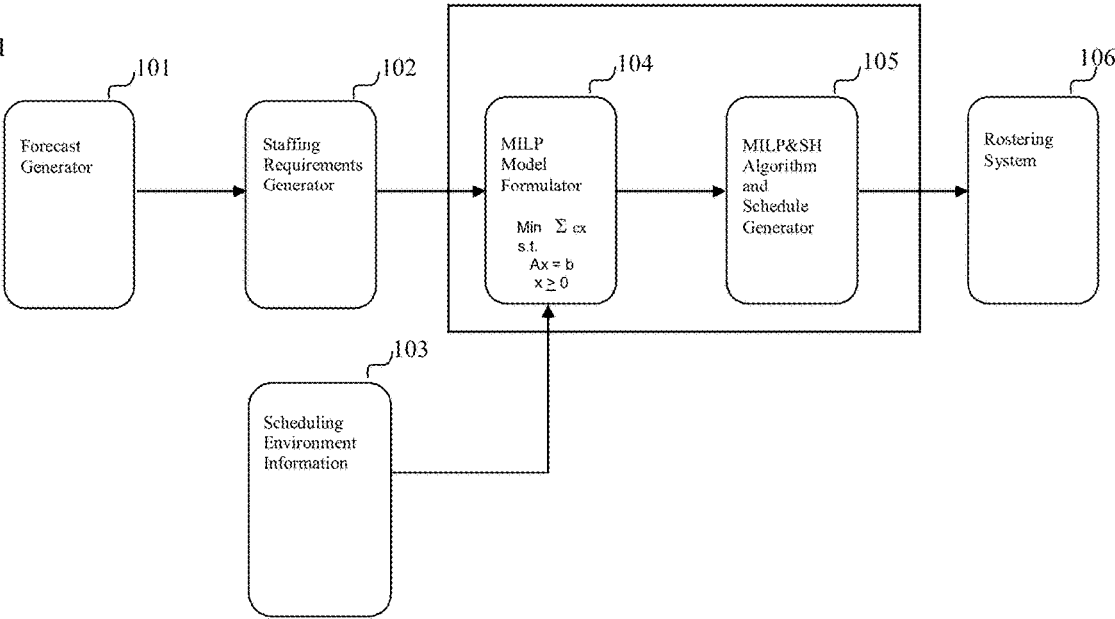 101
Forecast
Generator
102
Staffing
Requirements
Generator
104
MILP
Model
Formulator
Min Σ cx
s.t.
Ax = b
x ≥ 0
105
MILP&SH
Algorithm
and
Schedule
Generator
106
Rostering
System
103
Scheduling
Environment
Information